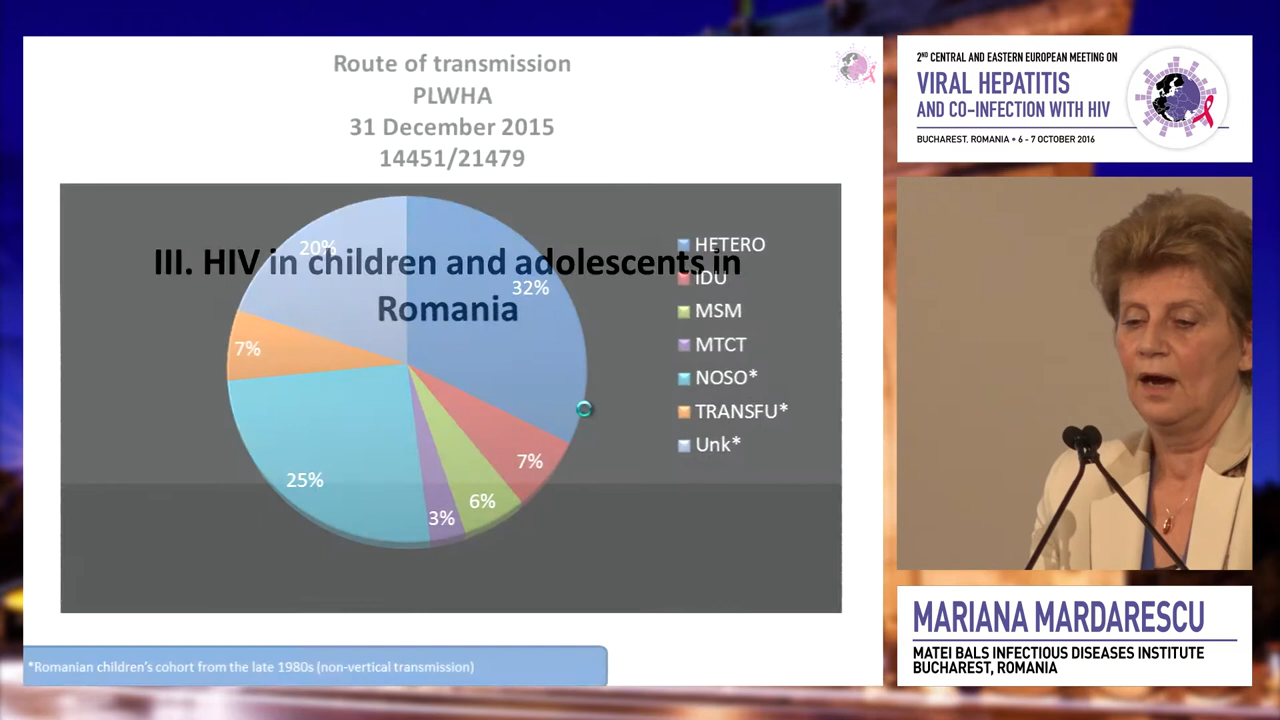 Route of transmission
PLWHA
31 December 2015
14451/21479
III. HIV in children and adolescents in
Romania
20%
32%
7%
25%
3%
6%
7%
HETERO
IDU
MSM
MTCT
NOSO*
TRANSFU*
Unk*
*Romanian children's cohort from the late 1980s (non-vertical transmission)
2ND CENTRAL AND EASTERN EUROPEAN MEETING ON
VIRAL HEPATITIS
AND CO-INFECTION WITH HIV
BUCHAREST, ROMANIA • 6 - 7 OCTOBER 2016
MARIANA MARDARESCU
MATEI BALS INFECTIOUS DISEASES INSTITUTE
BUCHAREST, ROMANIA